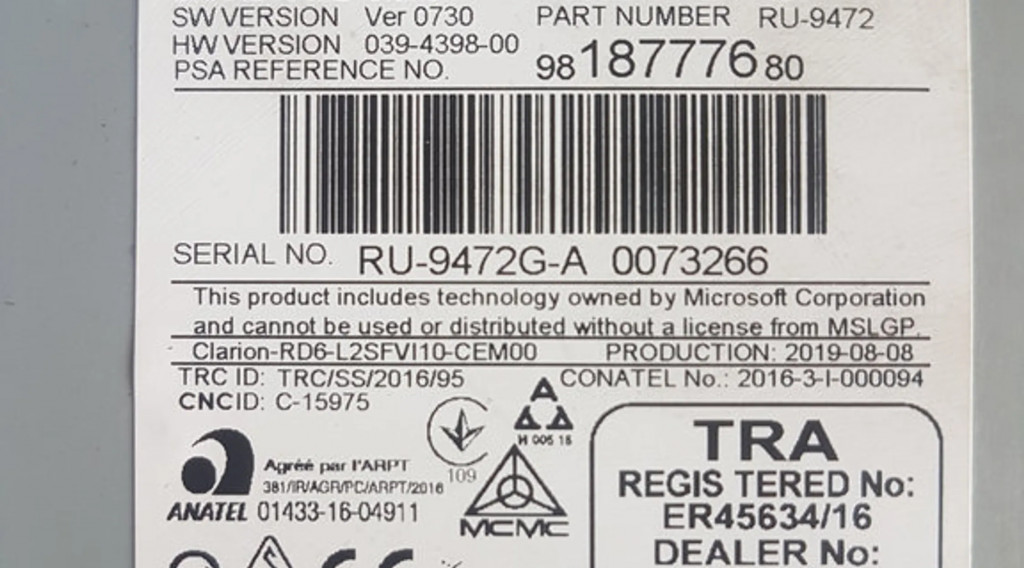 SW VERSION Ver 0730 PART NUMBER RU-9472
HW VERSION 039-4398-00
PSA REFERENCE NO. 98 187776 80
SERIAL NO. RU-9472G-A 0073266
This product includes technology owned by Microsoft Corporation
and cannot be used or distributed without a license from MSLGP.
Clarion-RD6-L2SFVI10-CEM00 PRODUCTION: 2019-08-08
TRC ID: TRC/SS/2016/95 CONATEL No.: 2016-3-I-000094
CNCID: C-15975
H 005 15
109
Agréé par l'ARPT
381/IR/AGR/PC/ARPT/2016
ANATEL 01433-16-04911
MCMC
TRA
REGIS TERED No:
ER45634/16
DEALER No: